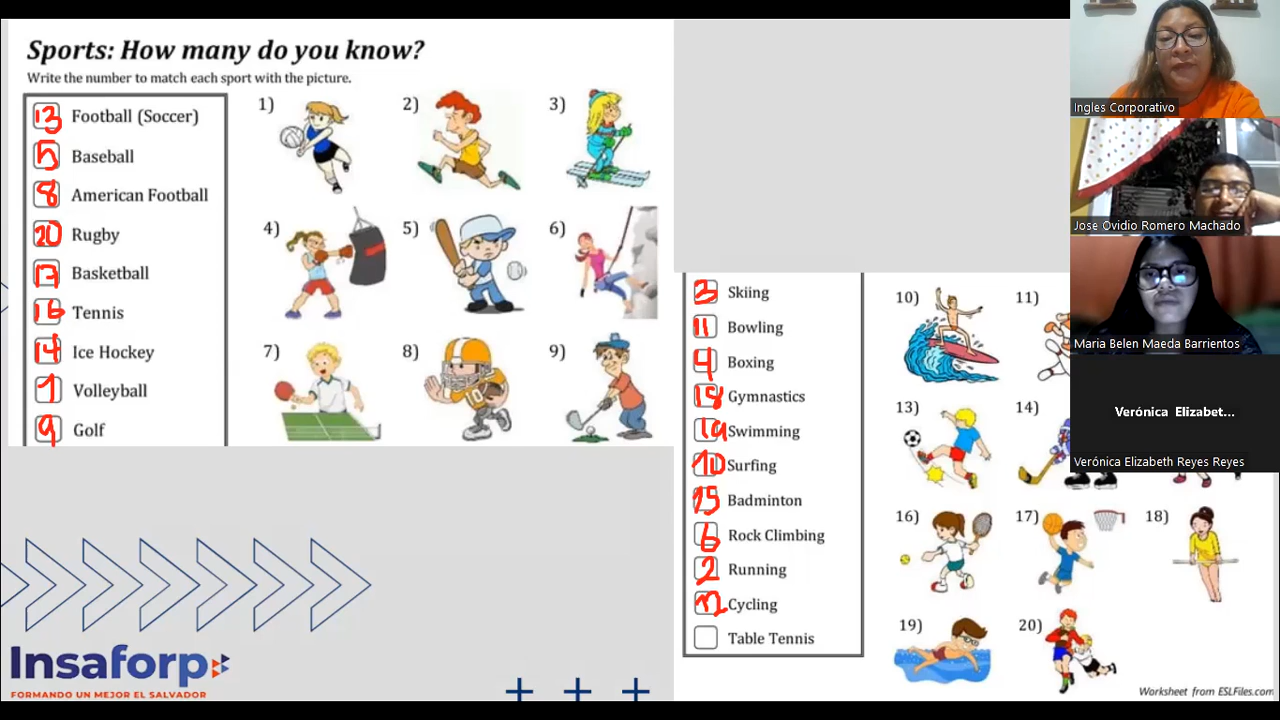 Sports: How many do you know?
Write the number to match each sport with the picture.
13 Football (Soccer)
5 Baseball
8 American Football
20 Rugby
17 Basketball
16 Tennis
14 Ice Hockey
1 Volleyball
9 Golf
1) 2) 3)
4) 5) 6)
7) 8) 9)
3 Skiing
11 Bowling
4 Boxing
18 Gymnastics
19 Swimming
10 Surfing
15 Badminton
6 Rock Climbing
2 Running
12 Cycling
Table Tennis
10) 11)
13) 14)
16) 17) 18)
19) 20)
Worksheet from ESLFiles.com
Insaforp
FORMANDO UN MEJOR EL SALVADOR
Ingles Corporativo
Jose Ovidio Romero Machado
Maria Belen Maeda Barrientos
Verónica Elizabet...
Verónica Elizabeth Reyes Reyes